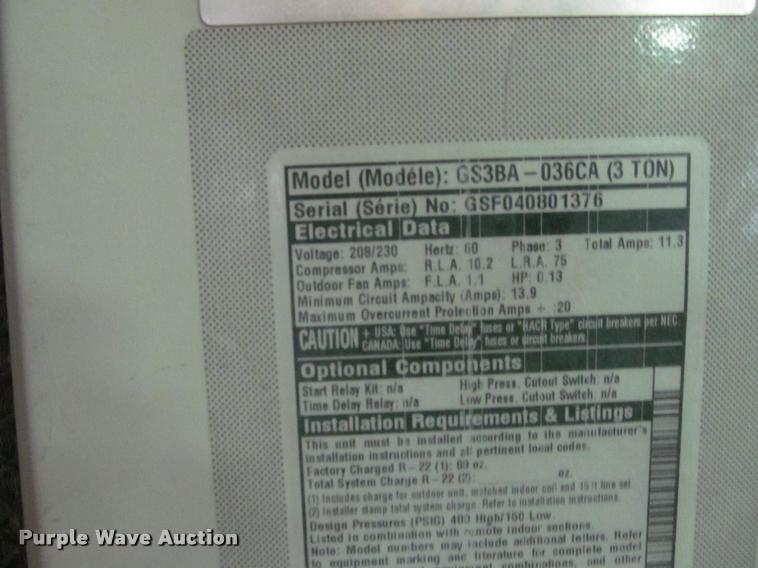 Model (Modéle): GS3BA - 036CA (3 TON)
Serial (Série) No: GSF040801376
Electrical Data
Voltage: 208/230 Hertz: 60 Phase: 3 Total Amps: 11.3
Compressor Amps: R.L.A. 10.2 L.R.A. 75
Outdoor Fan Amps: F.L.A. 1.1 HP: 0.13
Minimum Circuit Ampacity (Amps): 13.9
Maximum Overcurrent Protection Amps + :20
CAUTION + USA: Use "Time Delay" fuses or "HACR Type" circuit breakers per NEC.
CANADA: Use "Time Delay" fuses or circuit breakers
Optional Components
Start Relay Kit: n/a High Press. Cutout Switch: n/a
Time Delay Relay: n/a Low Press. Cutout Switch: n/a
Installation Requirements & Listings
This unit must be installed according to the manufacturer's
installation instructions and all pertinent local codes.
Factory Charged R-22 (1): 69 oz.
Total System Charge R-22 (2): oz.
(1) Includes charge for outdoor unit, matched indoor coil and 15 ft line set.
(2) Installer stamp total system charge. Refer to installation instructions.
Design Pressures (PSIG) 400 High/150 Low.
Listed in combination with remote indoor sections.
Note: Model numbers may include additional letters. Refer
to equipment marking and literature for complete model
equipment combinations, and other
Purple Wave Auction